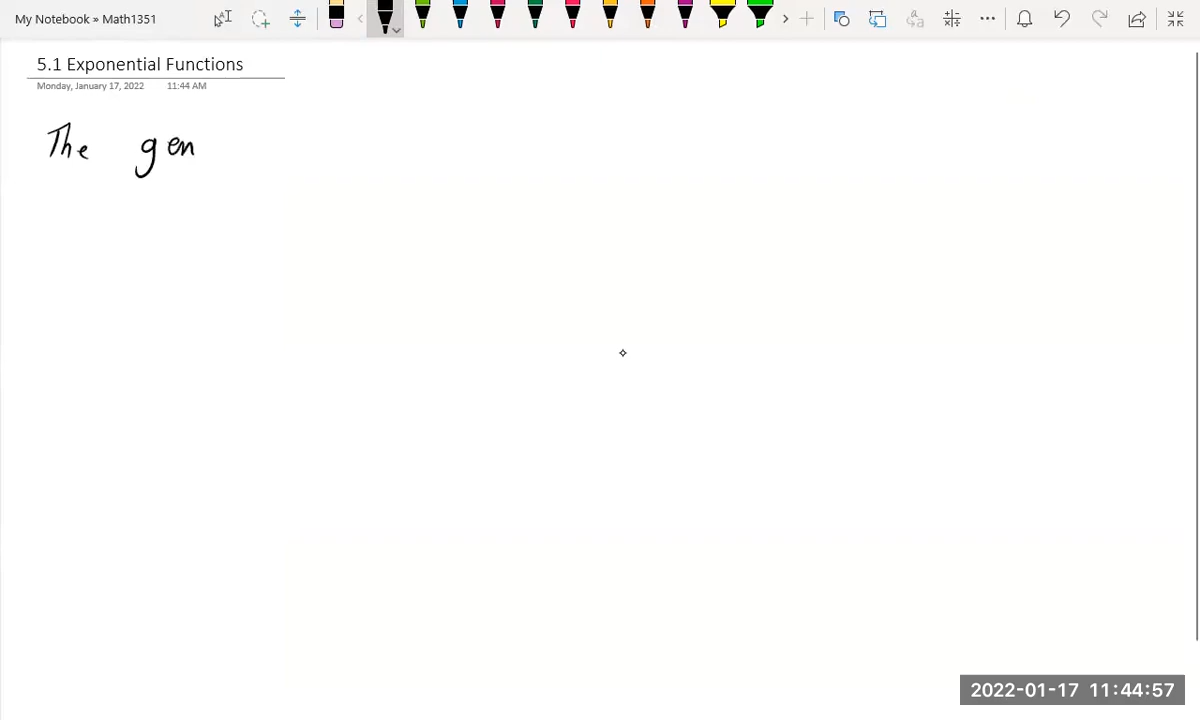 My Notebook » Math1351
5.1 Exponential Functions
Monday, January 17, 2022 11:44 AM
The gen
2022-01-17 11:44:57